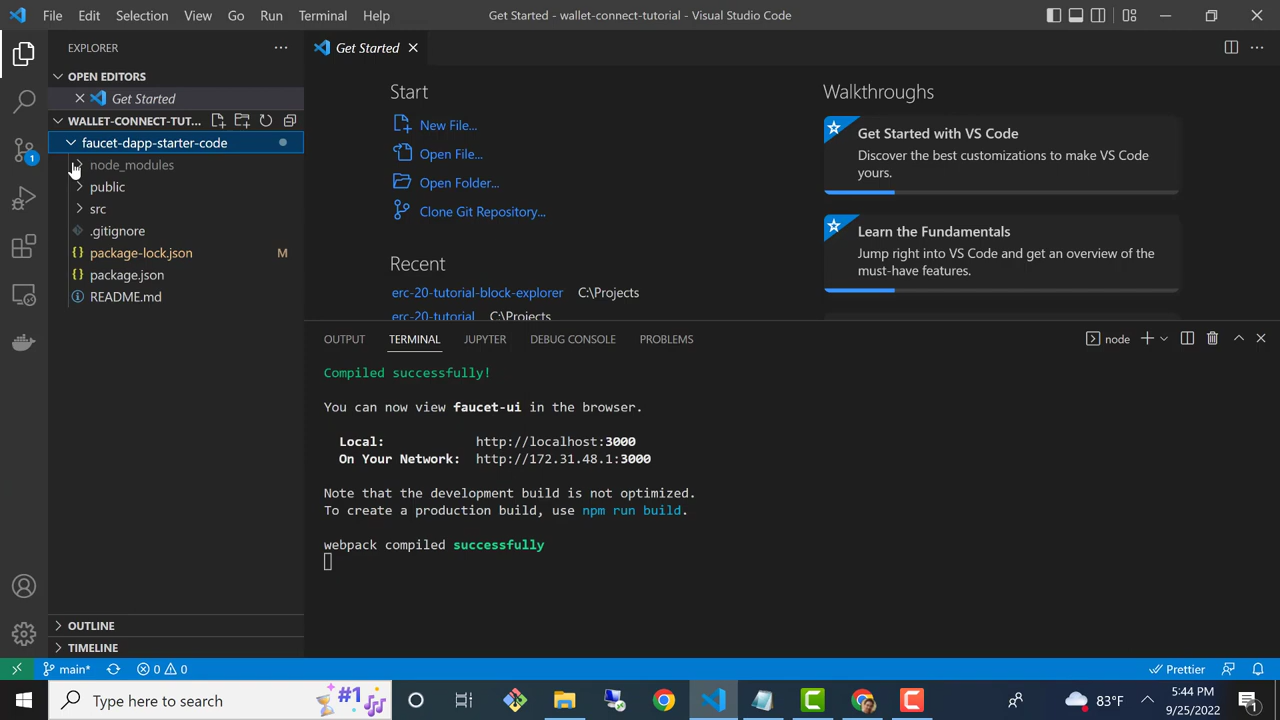 File Edit Selection View Go Run Terminal Help
Get Started - wallet-connect-tutorial - Visual Studio Code
EXPLORER
OPEN EDITORS
Get Started
WALLET-CONNECT-TUT...
faucet-dapp-starter-code
node_modules
public
src
.gitignore
package-lock.json M
package.json
README.md
OUTLINE
TIMELINE
1
Get Started
Start
New File...
Open File...
Open Folder...
Clone Git Repository...
Recent
erc-20-tutorial-block-explorer C:\Projects
erc-20-tutorial C:\Projects
Walkthroughs
Get Started with VS Code
Discover the best customizations to make VS Code
yours.
Learn the Fundamentals
Jump right into VS Code and get an overview of the
must-have features.
OUTPUT TERMINAL JUPYTER DEBUG CONSOLE PROBLEMS
node
Compiled successfully!
You can now view faucet-ui in the browser.
Local: http://localhost:3000
On Your Network: http://172.31.48.1:3000
Note that the development build is not optimized.
To create a production build, use npm run build.
webpack compiled successfully
main* 0 0
Prettier
Type here to search
#1
83°F
5:44 PM
9/25/2022
1